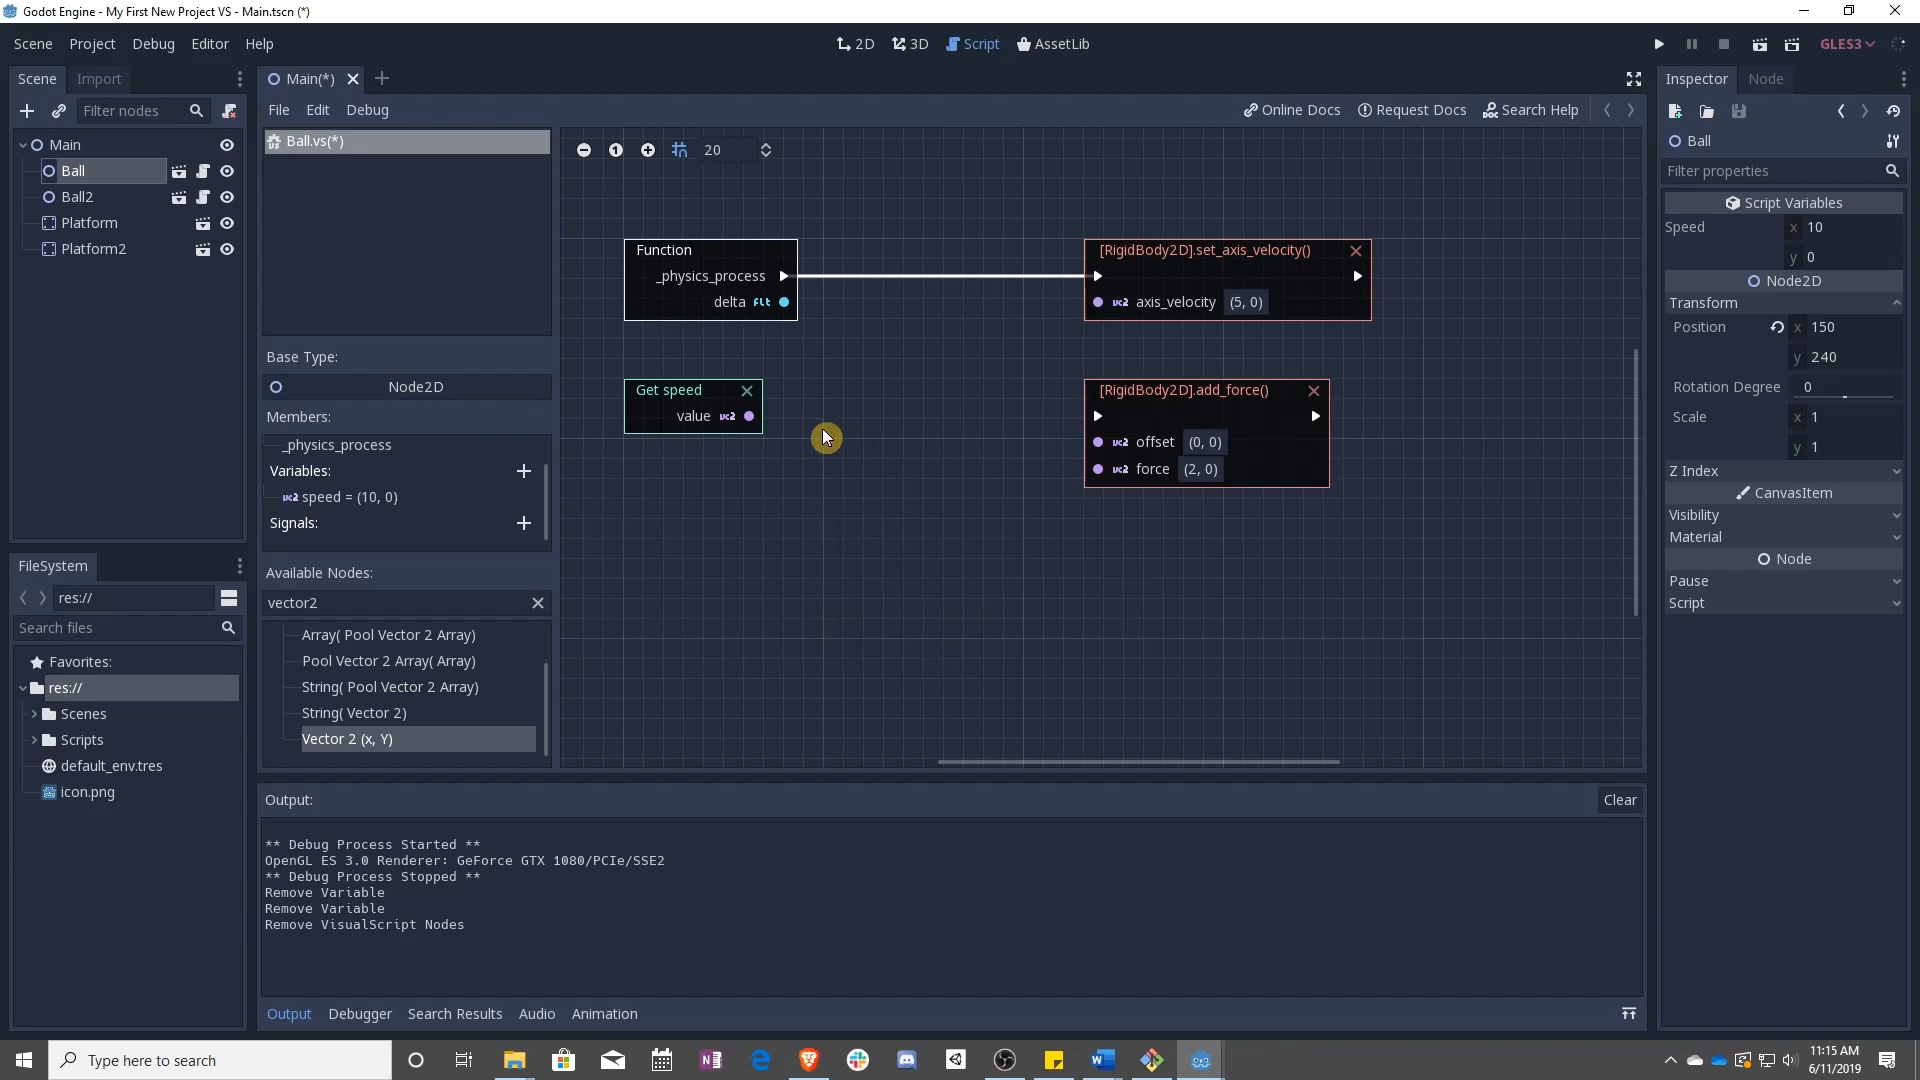 Godot Engine - My First New Project VS - Main.tscn (*)
Scene Project Debug Editor Help
2D 3D Script AssetLib
GLES3
Scene Import
Filter nodes
Main
Ball
Ball2
Platform
Platform2
FileSystem
res://
Search files
Favorites:
res://
Scenes
Scripts
default_env.tres
icon.png
Main(*)
File Edit Debug
Online Docs Request Docs Search Help
Ball.vs(*)
Base Type:
Node2D
Members:
_physics_process
Variables:
vc2 speed = (10, 0)
Signals:
Available Nodes:
vector2
Array( Pool Vector 2 Array)
Pool Vector 2 Array( Array)
String( Pool Vector 2 Array)
String( Vector 2)
Vector 2 (x, Y)
1 20
Function
_physics_process
delta flt
Get speed
value vc2
[RigidBody2D].set_axis_velocity()
vc2 axis_velocity (5, 0)
[RigidBody2D].add_force()
vc2 offset (0, 0)
vc2 force (2, 0)
Output:
Clear
** Debug Process Started **
OpenGL ES 3.0 Renderer: GeForce GTX 1080/PCIe/SSE2
** Debug Process Stopped **
Remove Variable
Remove Variable
Remove VisualScript Nodes
Output Debugger Search Results Audio Animation
Inspector Node
Ball
Filter properties
Script Variables
Speed x 10
y 0
Node2D
Transform
Position x 150
y 240
Rotation Degree 0
Scale x 1
y 1
Z Index
CanvasItem
Visibility
Material
Node
Pause
Script
Type here to search
11:15 AM
6/11/2019